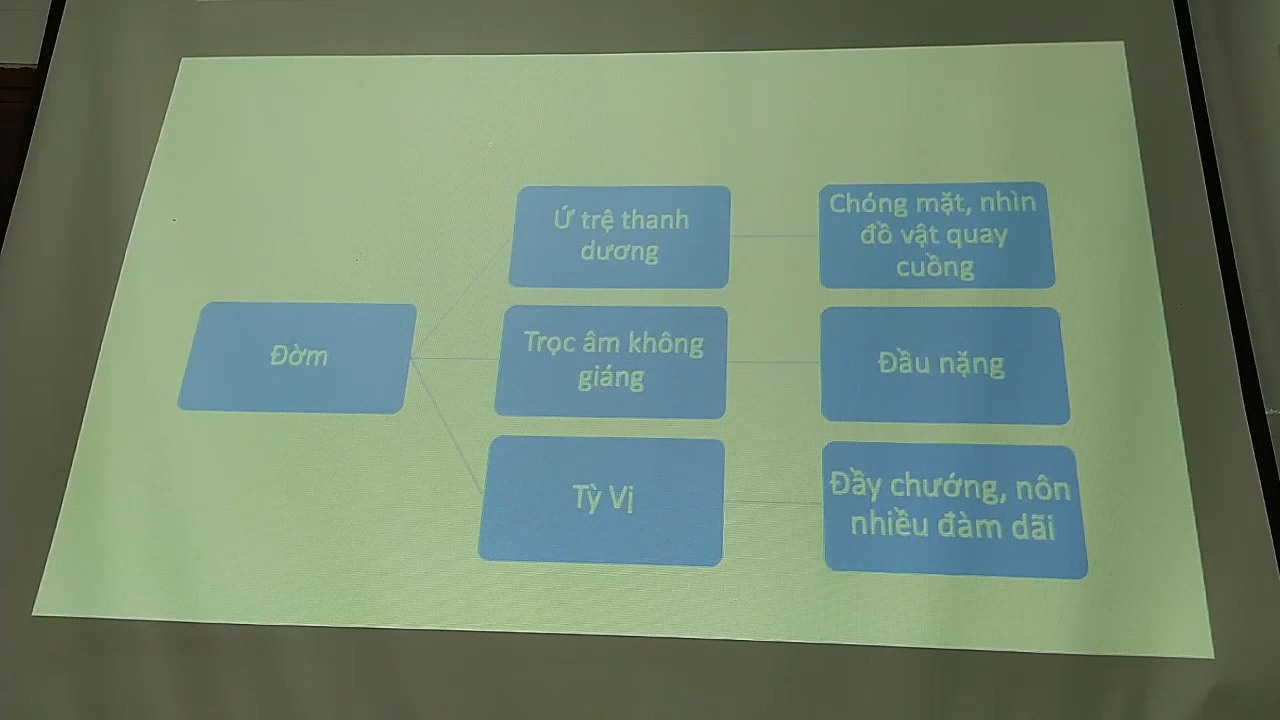 Đờm
Ứ trệ thanh
dương
Chóng mặt, nhìn
đồ vật quay
cuồng
Trọc âm không
giáng
Đầu nặng
Tỳ Vị
Đầy chướng, nôn
nhiều đàm dãi